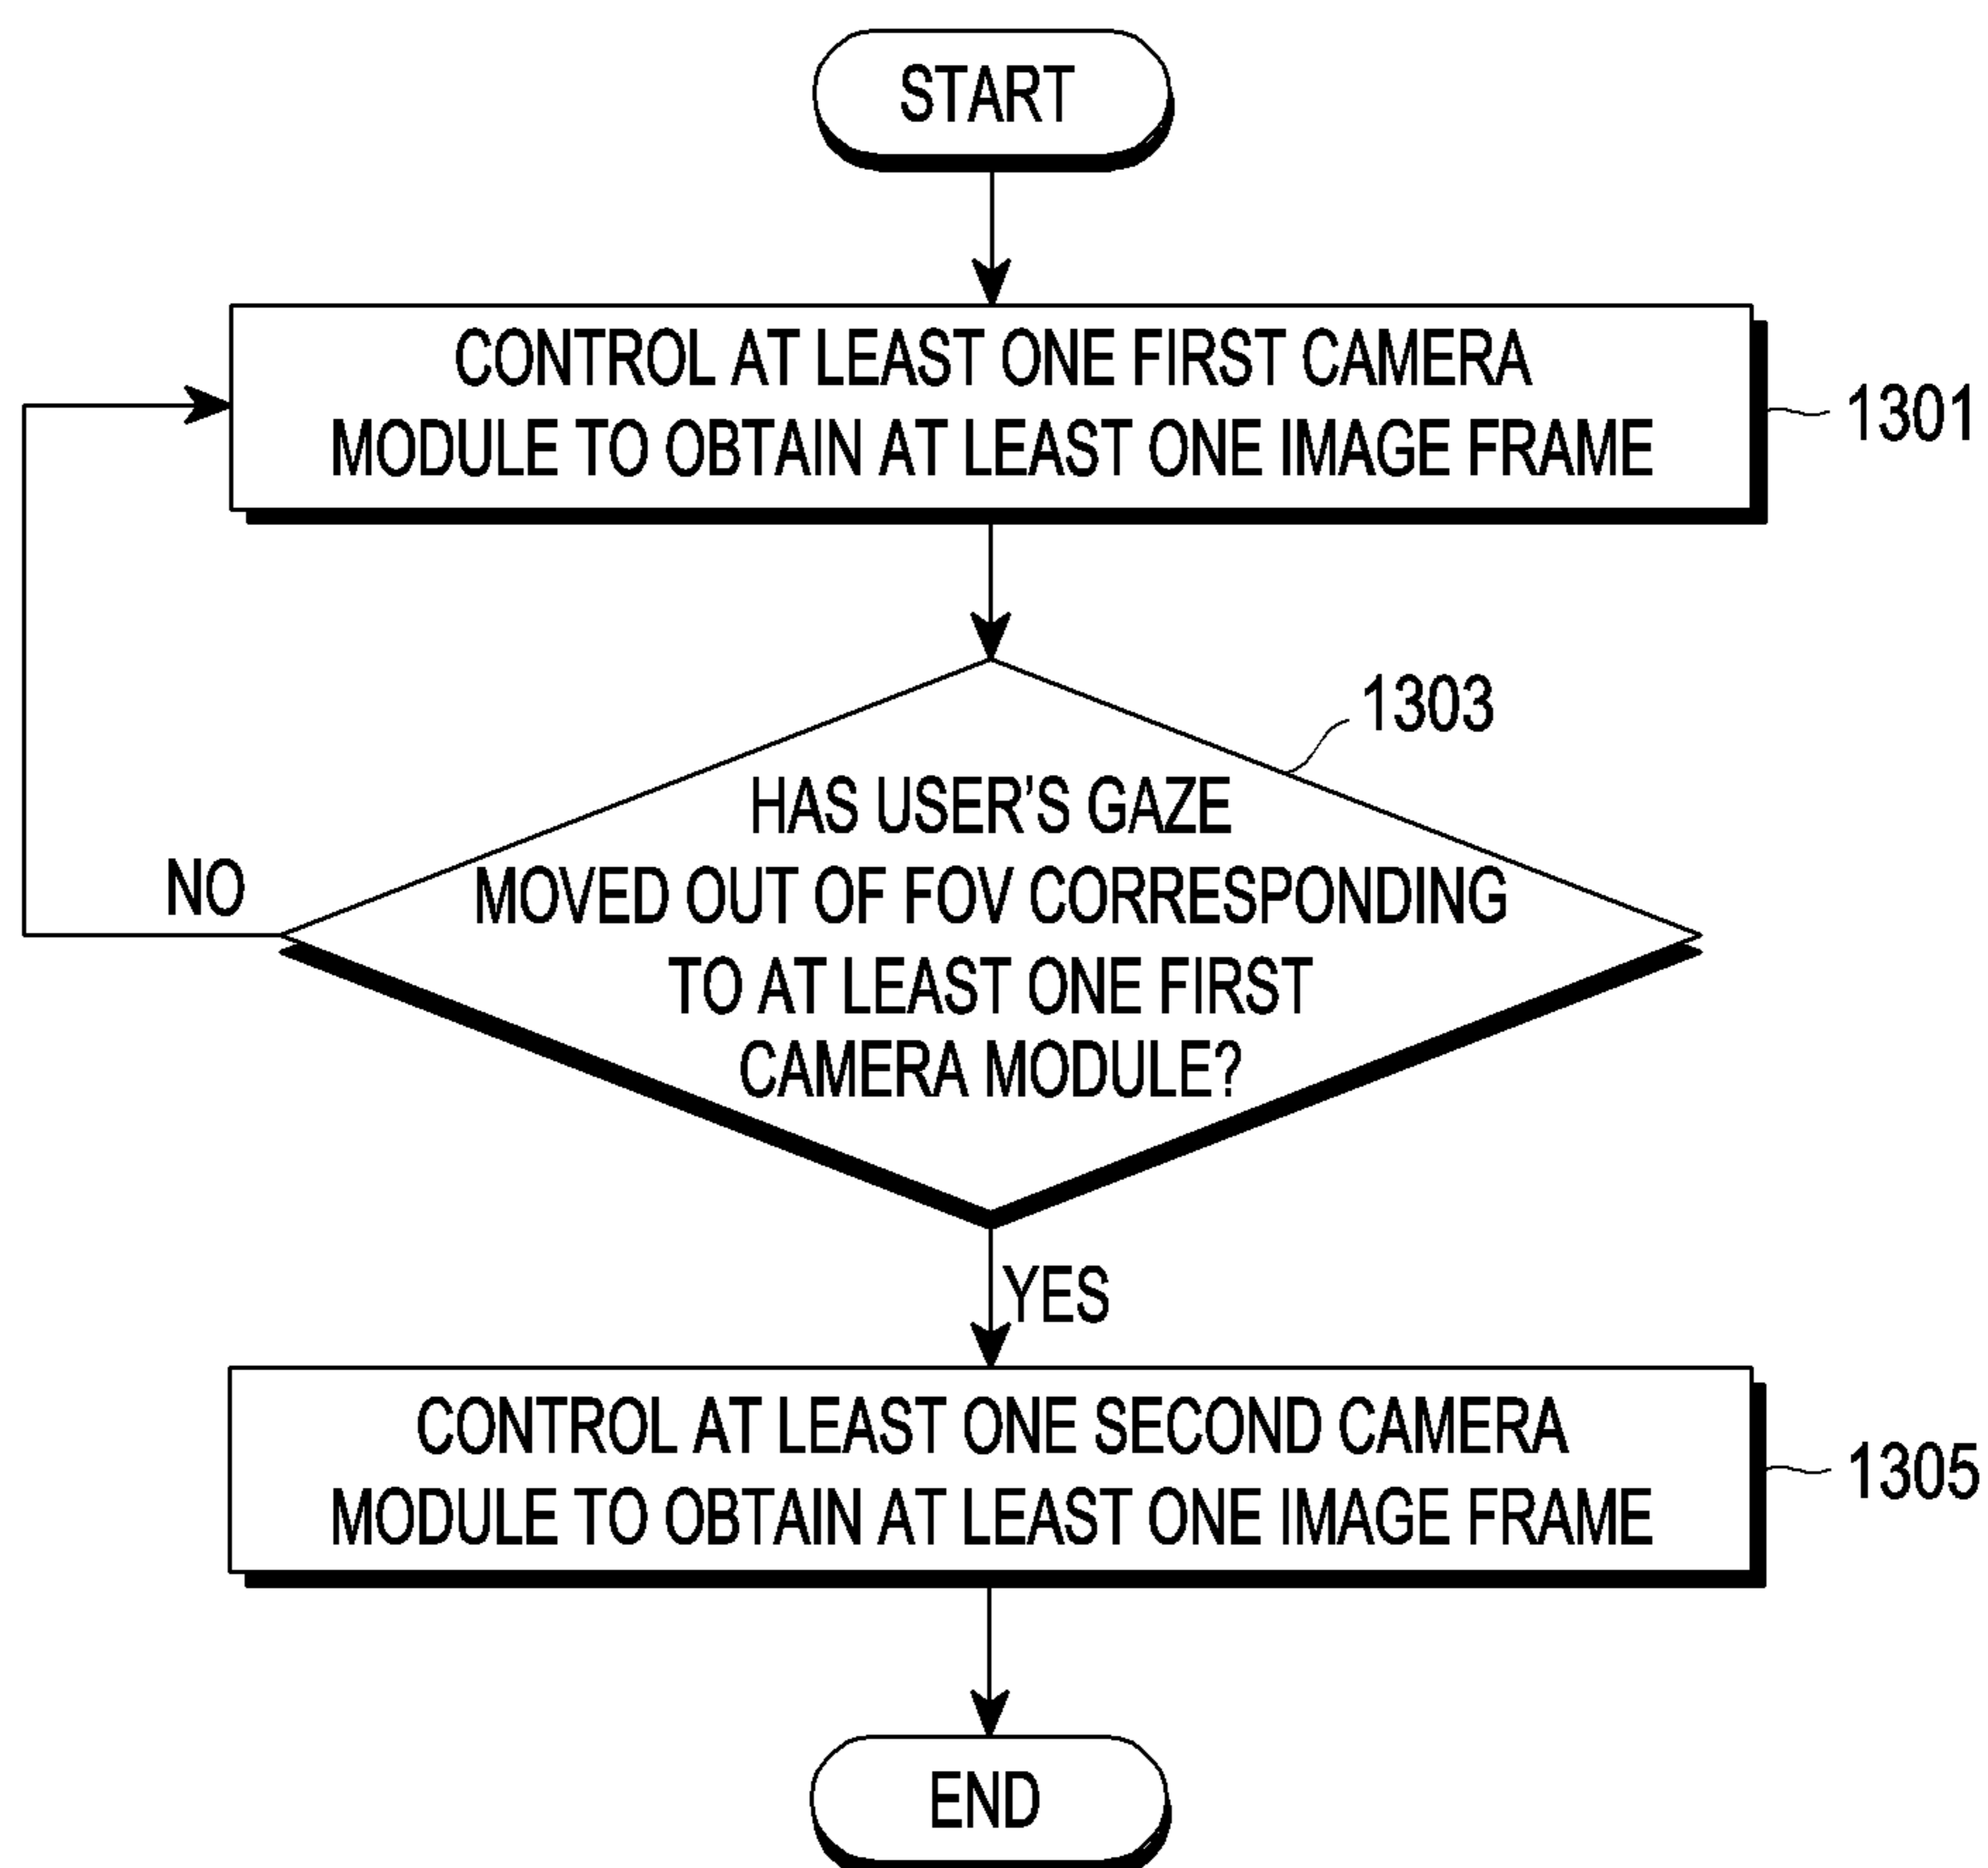 START
CONTROL AT LEAST ONE FIRST CAMERA
MODULE TO OBTAIN AT LEAST ONE IMAGE FRAME
1301
1303
HAS USER'S GAZE
MOVED OUT OF FOV CORRESPONDING
TO AT LEAST ONE FIRST
CAMERA MODULE?
NO
YES
CONTROL AT LEAST ONE SECOND CAMERA
MODULE TO OBTAIN AT LEAST ONE IMAGE FRAME
1305
END